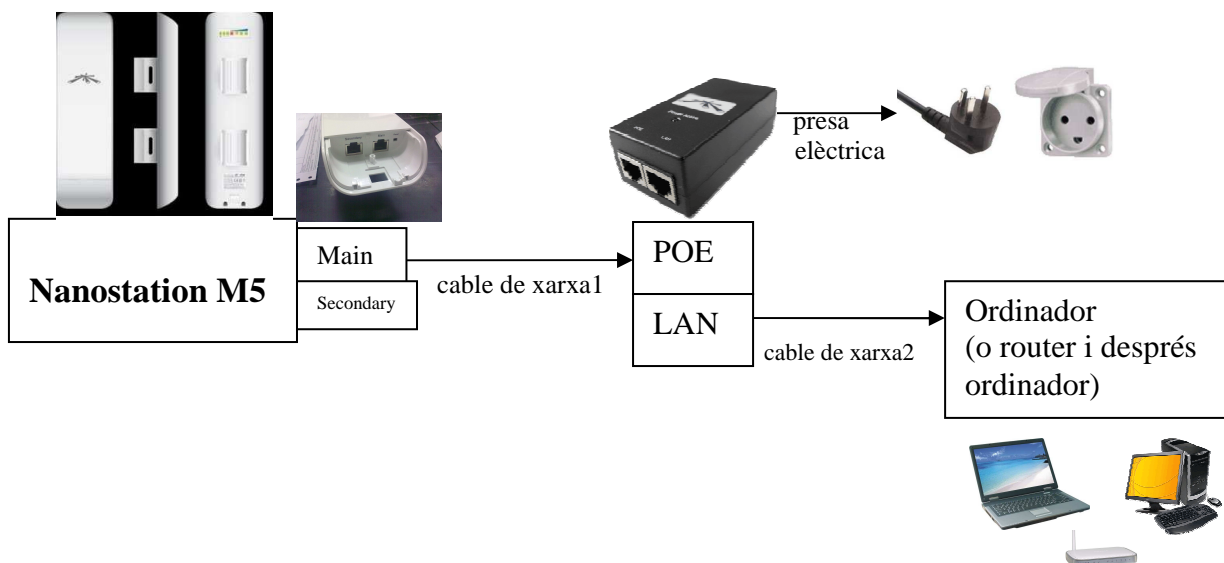 presa
elèctrica
Nanostation M5
Main
Secondary
cable de xarxa1
POE
LAN
cable de xarxa2
Ordinador
(o router i després
ordinador)